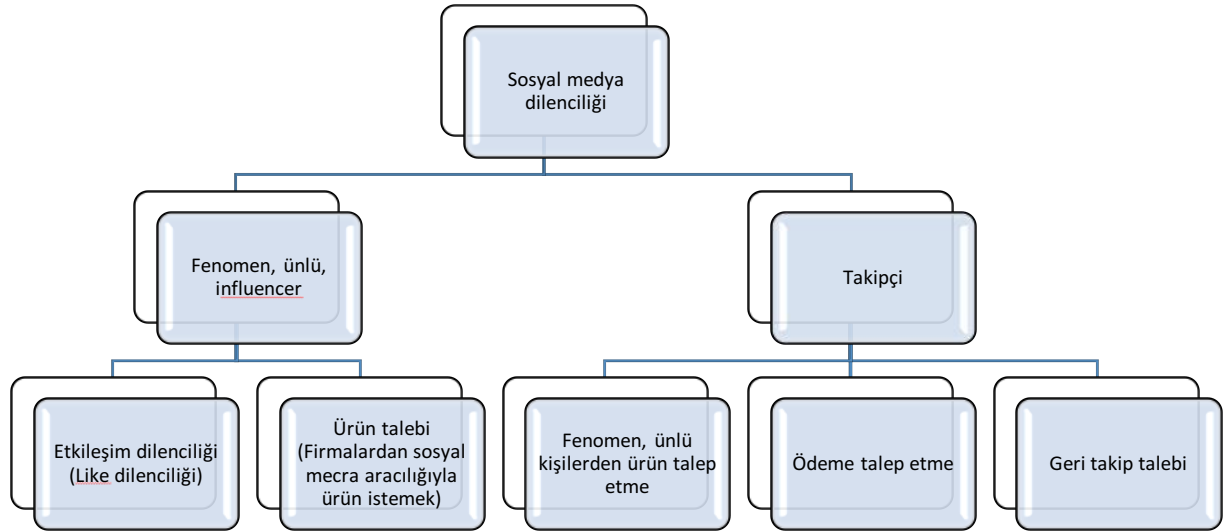 Sosyal medya
dilenciliği
Fenomen, ünlü,
influencer
Takipçi
Etkileşim dilenciliği
(Like dilenciliği)
Ürün talebi
(Firmalardan sosyal
mecra aracılığıyla
ürün istemek)
Fenomen, ünlü
kişilerden ürün talep
etme
Ödeme talep etme
Geri takip talebi